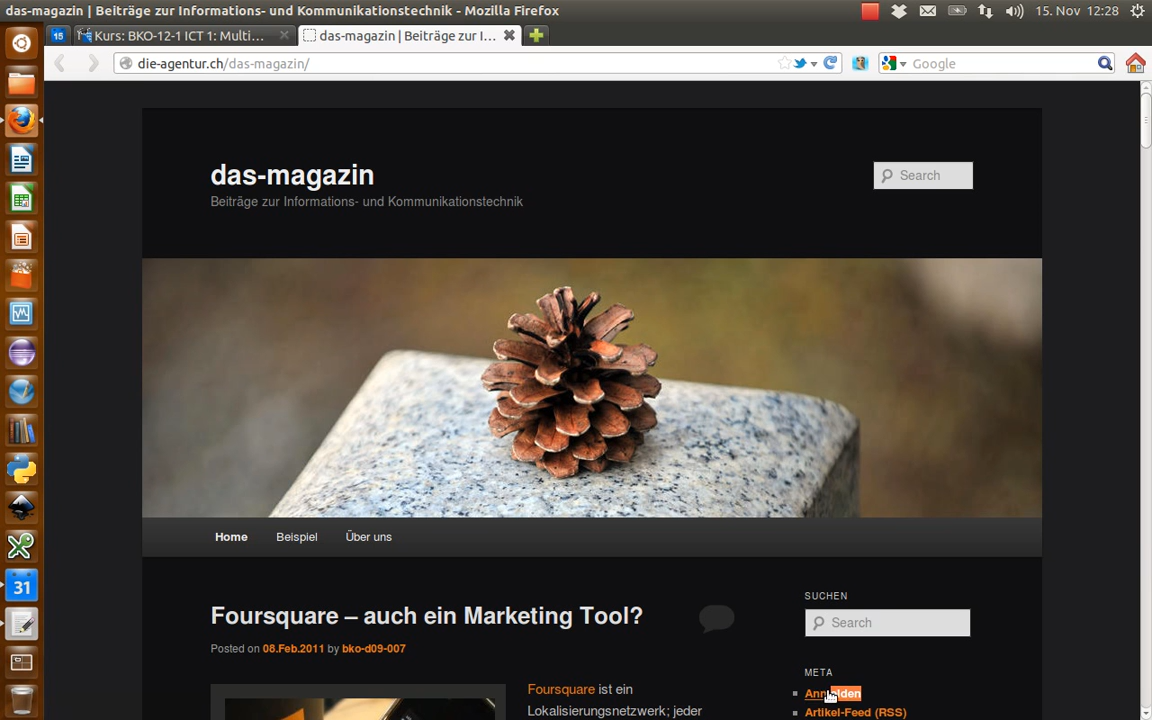 das-magazin | Beiträge zur Informations- und Kommunikationstechnik - Mozilla Firefox
15. Nov 12:28
15
Kurs: BKO-12-1 ICT 1: Multi...
das-magazin | Beiträge zur I...
die-agentur.ch/das-magazin/
Google
das-magazin
Beiträge zur Informations- und Kommunikationstechnik
Search
Home
Beispiel
Über uns
Foursquare – auch ein Marketing Tool?
Posted on 08.Feb.2011 by bko-d09-007
Foursquare ist ein
Lokalisierungsnetzwerk; jeder
SUCHEN
Search
META
Anmelden
Artikel-Feed (RSS)
31